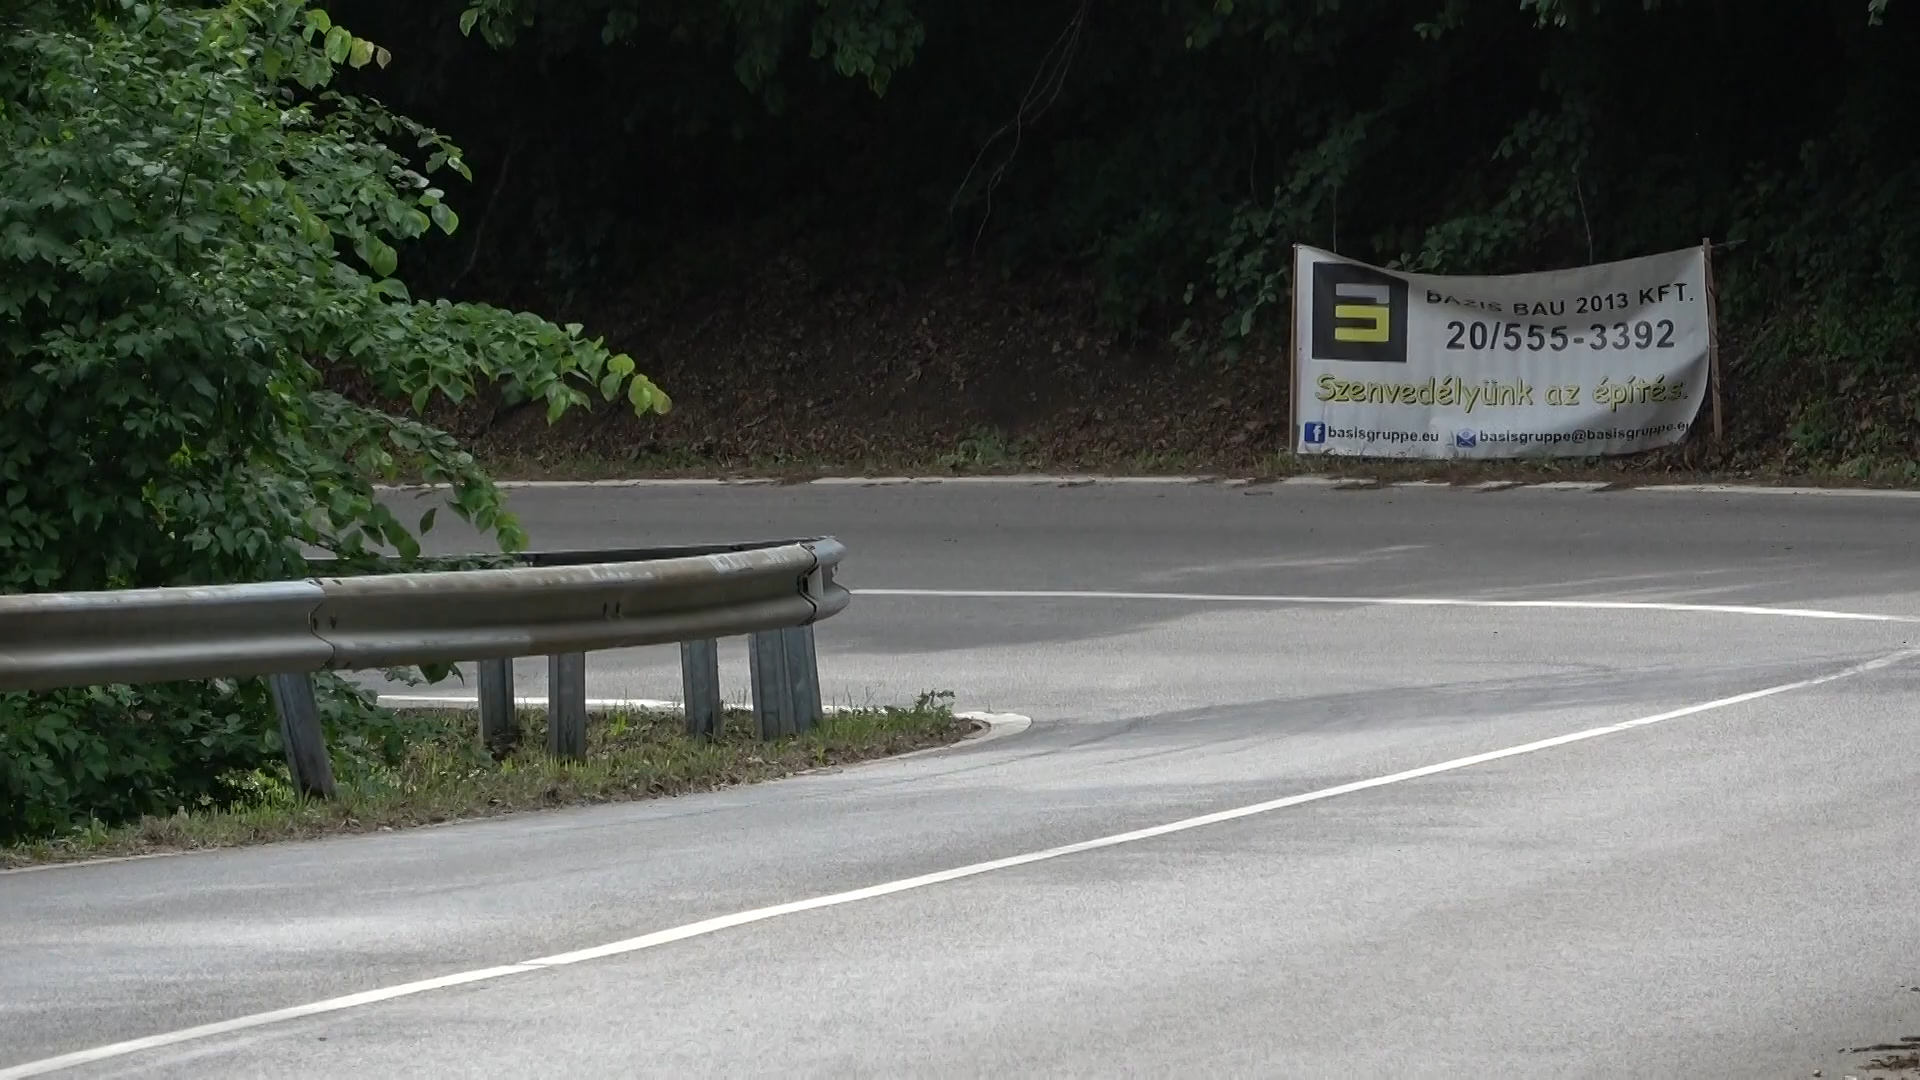 BAZIS BAU 2013 KFT.
20/555-3392
Szenvedélyünk az építés.
basisgruppe.eu basisgruppe@basisgruppe.eu